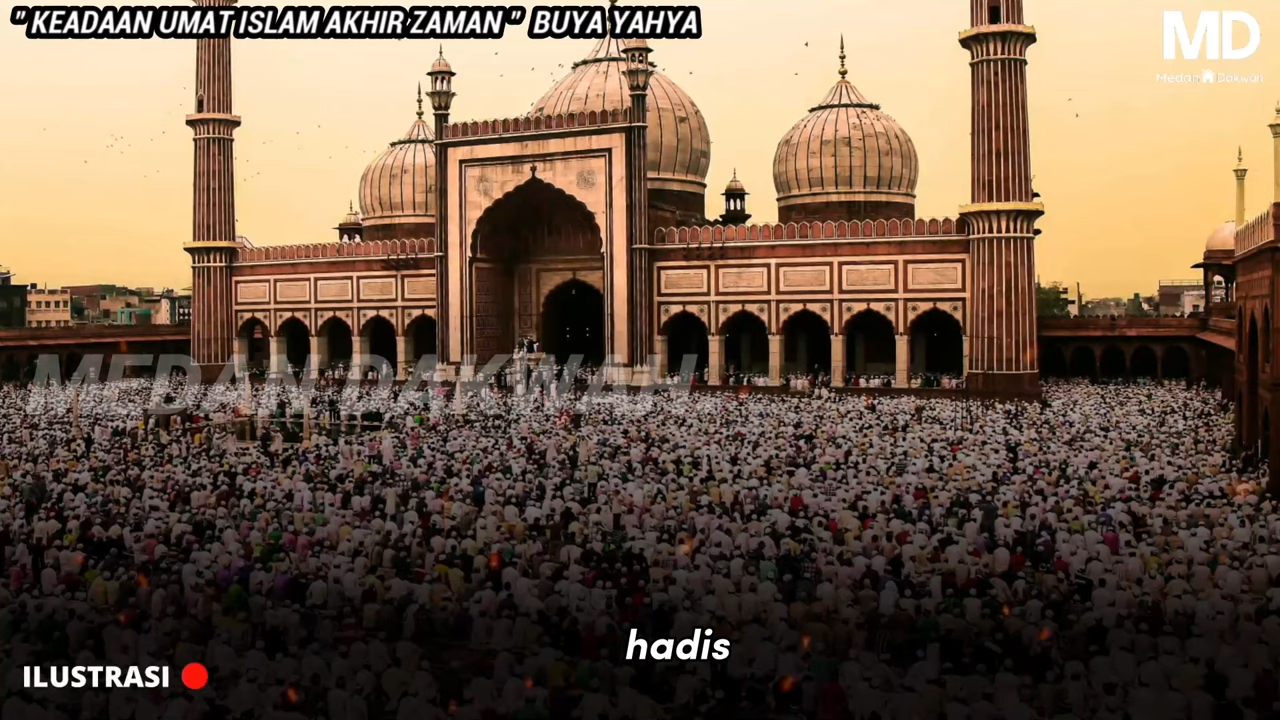 " KEADAAN UMAT ISLAM AKHIR ZAMAN " BUYA YAHYA
MD
Medan Dakwah
MEDAN DAKWAH
hadis
ILUSTRASI